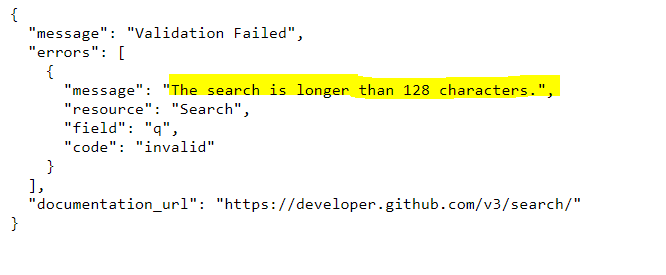 {
  "message": "Validation Failed",
  "errors": [
    {
      "message": "The search is longer than 128 characters.",
      "resource": "Search",
      "field": "q",
      "code": "invalid"
    }
  ],
  "documentation_url": "https://developer.github.com/v3/search/"
}